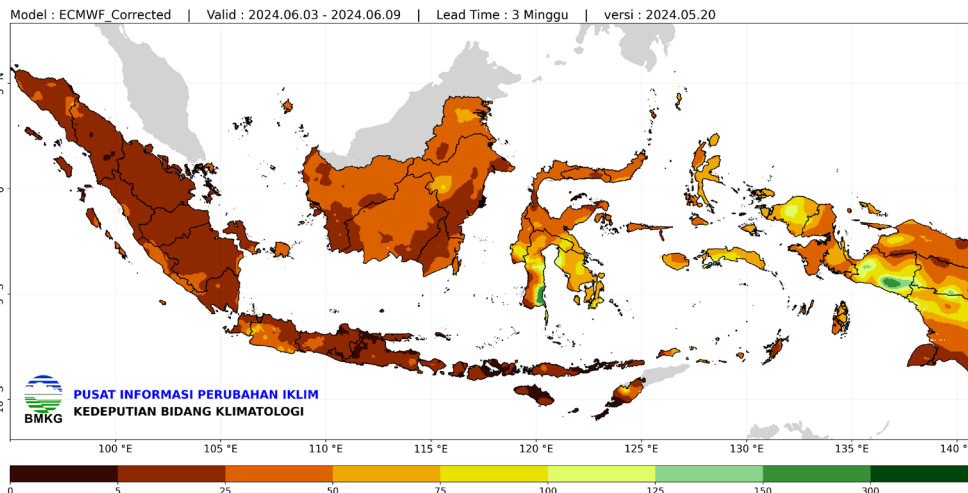 Model : ECMWF_Corrected | Valid : 2024.06.03 - 2024.06.09 | Lead Time : 3 Minggu | versi : 2024.05.20
PUSAT INFORMASI PERUBAHAN IKLIM
KEDEPUTIAN BIDANG KLIMATOLOGI
BMKG
100 °E 105 °E 110 °E 115 °E 120 °E 125 °E 130 °E 135 °E 140 °
0 5 25 50 75 100 125 150 300